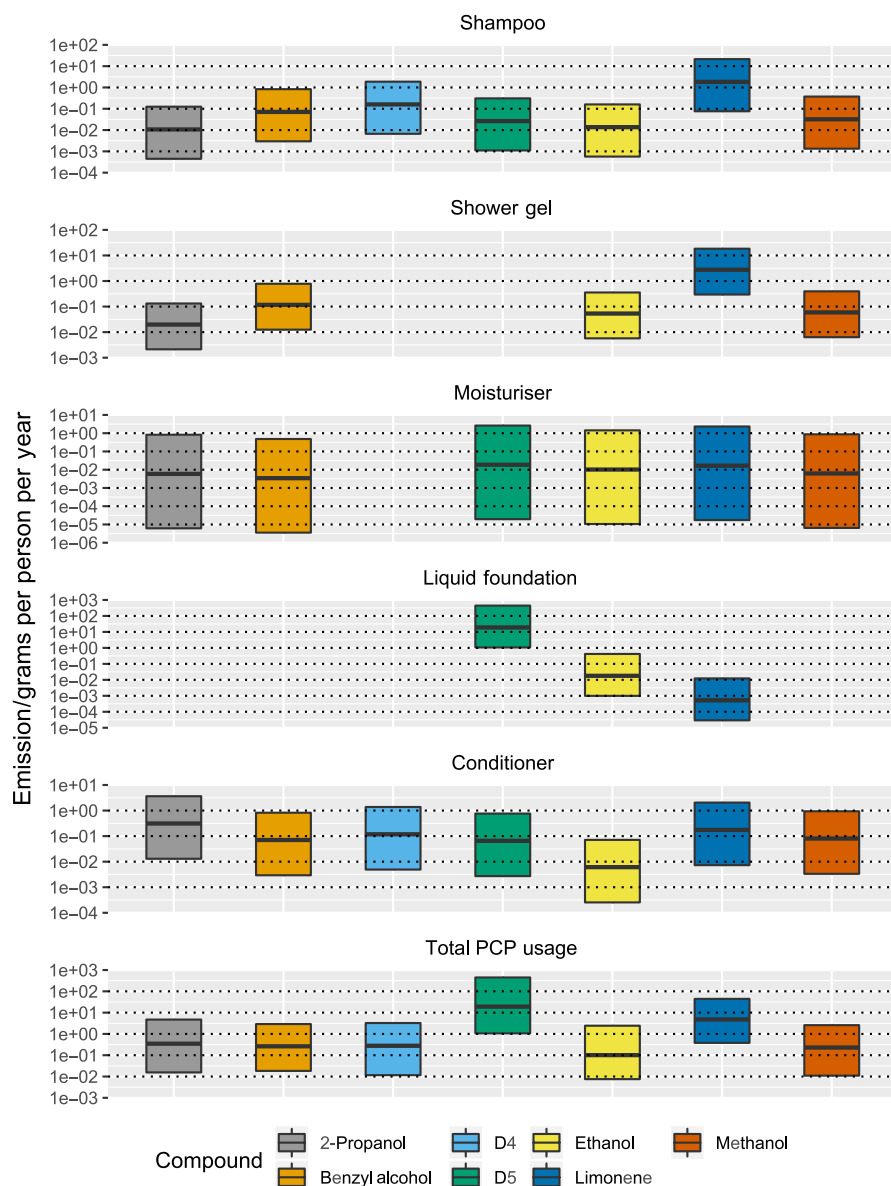 Shampoo
1e+02
1e+01
1e+00
1e−01
1e−02
1e−03
1e−04
Shower gel
1e+02
1e+01
1e+00
1e−01
1e−02
1e−03
Moisturiser
1e+01
1e+00
1e−01
1e−02
1e−03
1e−04
1e−05
1e−06
Emission/grams per person per year
Liquid foundation
1e+03
1e+02
1e+01
1e+00
1e−01
1e−02
1e−03
1e−04
1e−05
Conditioner
1e+01
1e+00
1e−01
1e−02
1e−03
1e−04
Total PCP usage
1e+03
1e+02
1e+01
1e+00
1e−01
1e−02
1e−03
Compound
2-Propanol
D4
Ethanol
Methanol
Benzyl alcohol
D5
Limonene